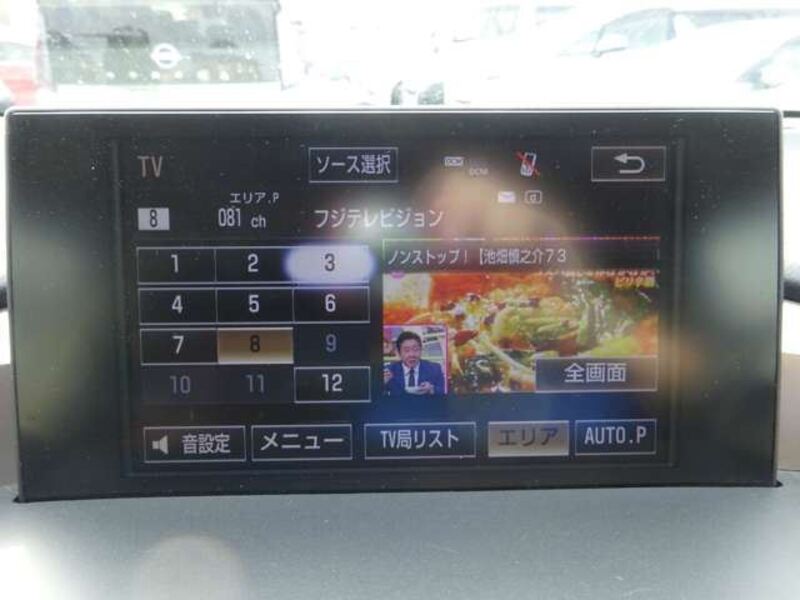 TV
ソース選択
DCM
DCM
エリア.P
8
081 ch
フジテレビジョン
1 2 3
ノンストップ！【池畑慎之介７３
4 5 6
7 8 9
10 11 12
全画面
音設定
メニュー
TV局リスト
エリア
AUTO.P